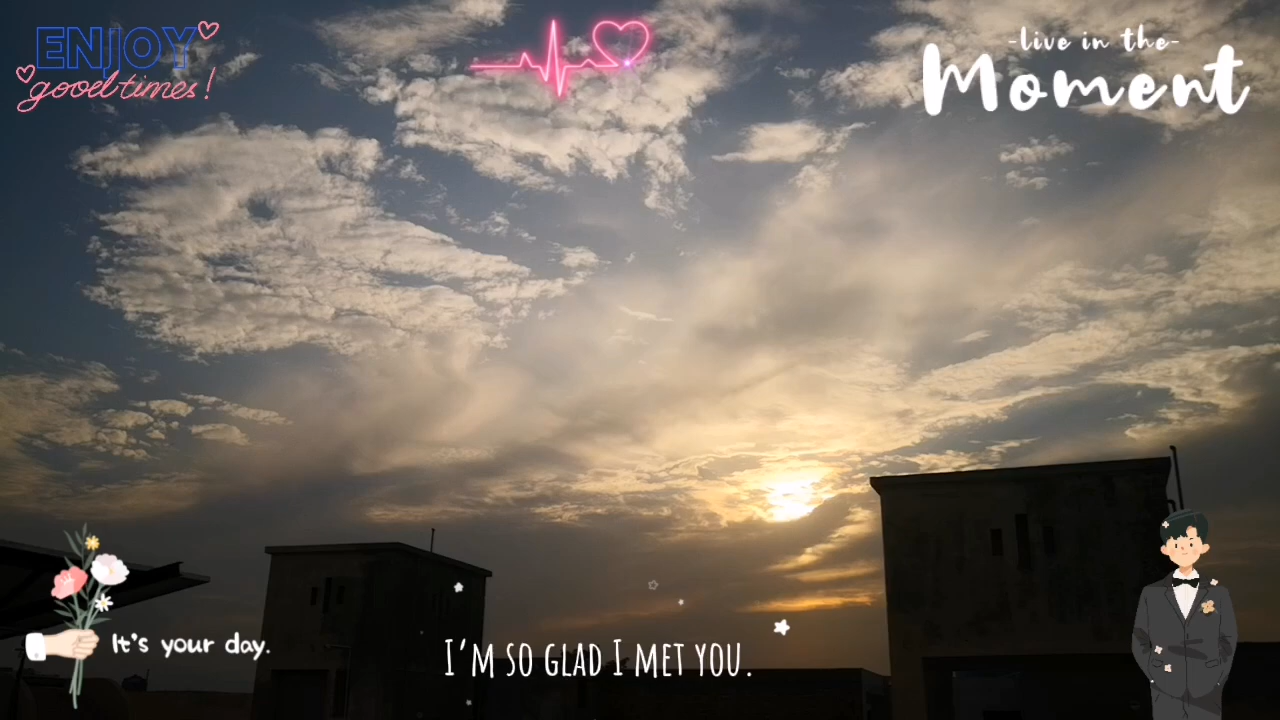 ENJOY
good times!
-live in the-
Moment
It's your day.
I'M SO GLAD I MET YOU.